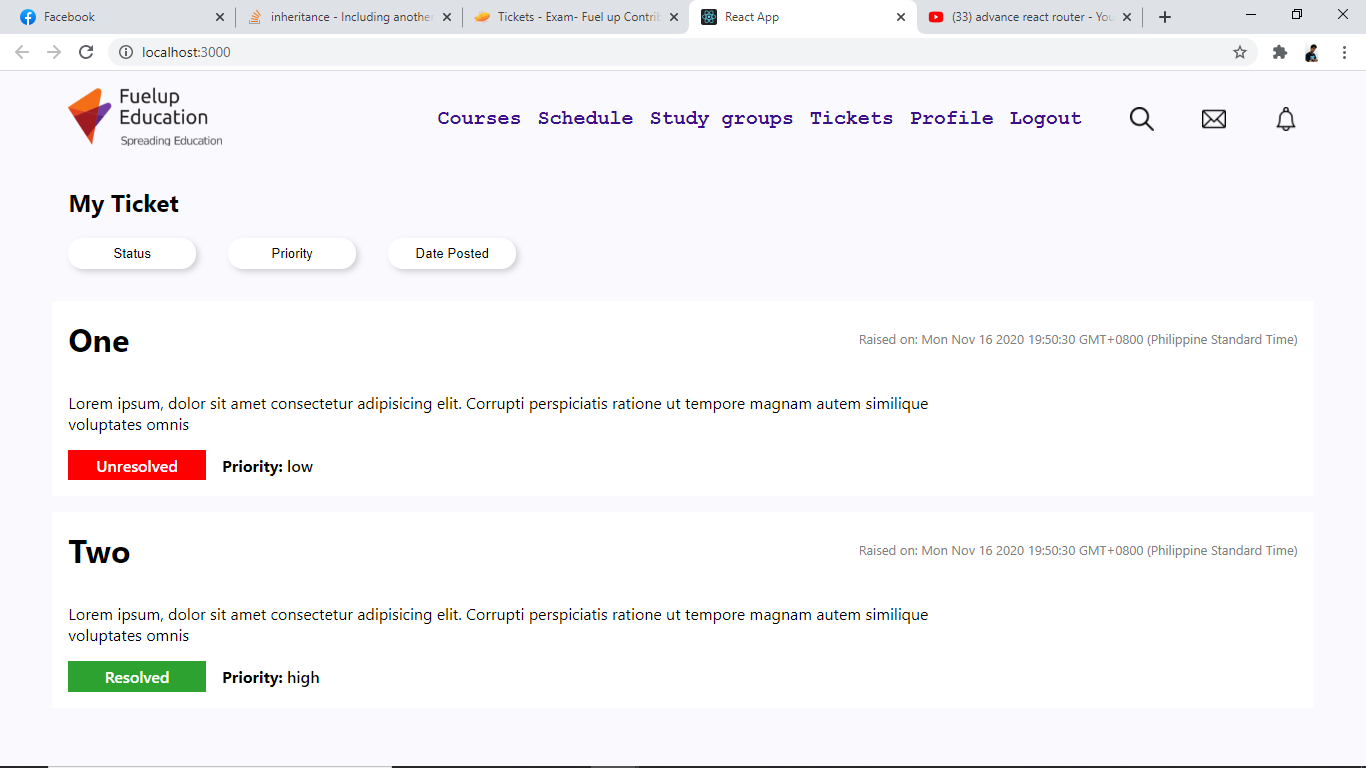 Facebook
inheritance - Including another
Tickets - Exam- Fuel up Contrib
React App
(33) advance react router - You
localhost:3000
Fuelup
Education
Spreading Education
Courses Schedule Study groups Tickets Profile Logout
My Ticket
Status Priority Date Posted
One
Raised on: Mon Nov 16 2020 19:50:30 GMT+0800 (Philippine Standard Time)
Lorem ipsum, dolor sit amet consectetur adipisicing elit. Corrupti perspiciatis ratione ut tempore magnam autem similique
voluptates omnis
Unresolved Priority: low
Two
Raised on: Mon Nov 16 2020 19:50:30 GMT+0800 (Philippine Standard Time)
Lorem ipsum, dolor sit amet consectetur adipisicing elit. Corrupti perspiciatis ratione ut tempore magnam autem similique
voluptates omnis
Resolved Priority: high